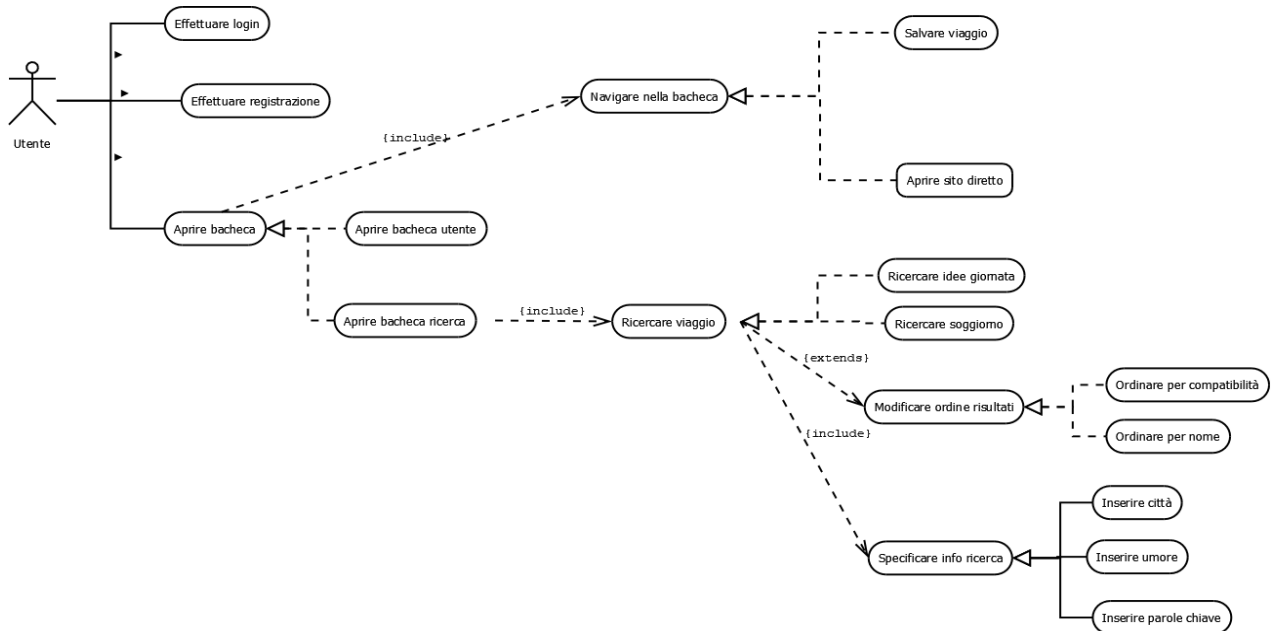 Effettuare login
Salvare viaggio
Effettuare registrazione
Navigare nella bacheca
Utente
{include}
Aprire sito diretto
Aprire bacheca
Aprire bacheca utente
Ricercare idee giornata
Aprire bacheca ricerca
{include}
Ricercare viaggio
Ricercare soggiorno
{extends}
Ordinare per compatibilità
Modificare ordine risultati
{include}
Ordinare per nome
Inserire città
Specificare info ricerca
Inserire umore
Inserire parole chiave